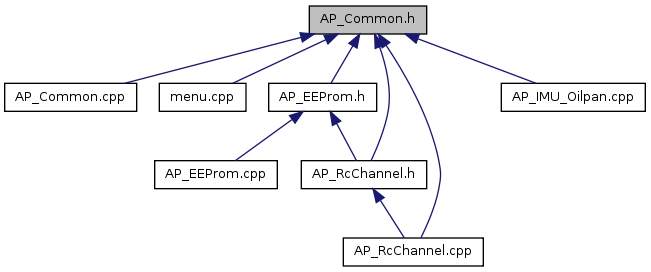 AP_Common.h
AP_Common.cpp
menu.cpp
AP_EEProm.h
AP_IMU_Oilpan.cpp
AP_EEProm.cpp
AP_RcChannel.h
AP_RcChannel.cpp